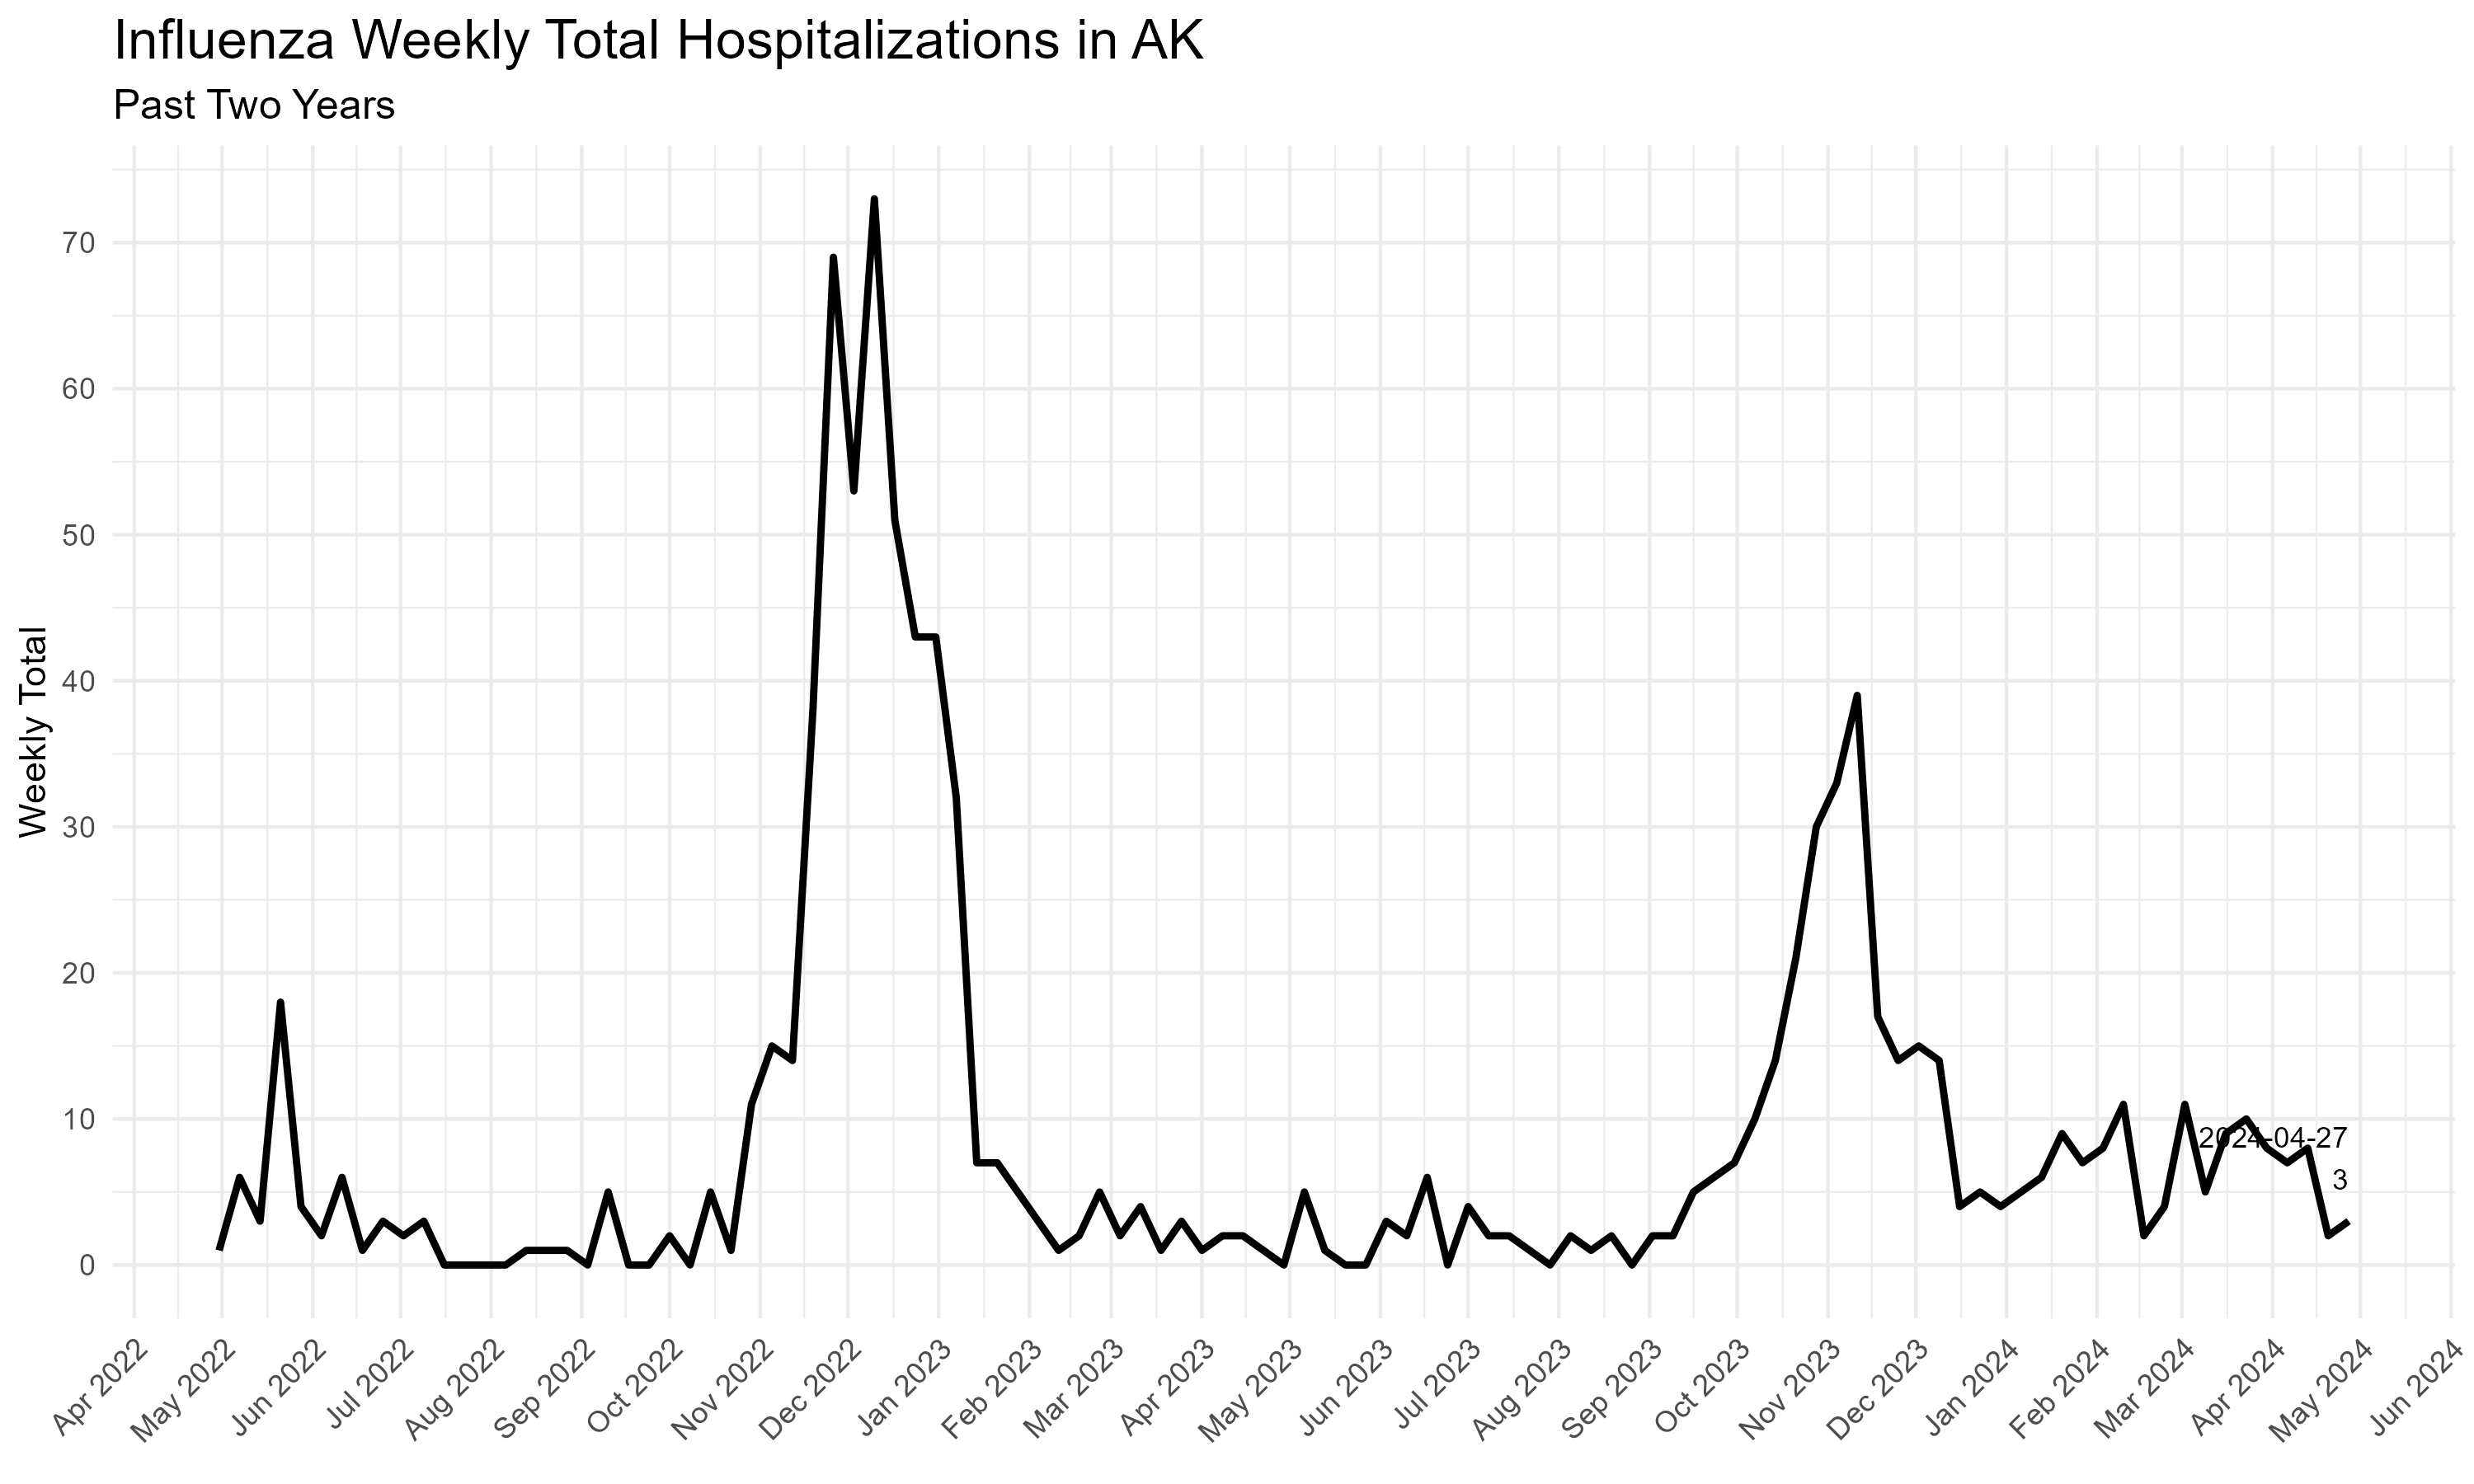 Influenza Weekly Total Hospitalizations in AK
Past Two Years
Weekly Total
70
60
50
40
30
20
10
0
2024-04-27
3
Apr 2022
May 2022
Jun 2022
Jul 2022
Aug 2022
Sep 2022
Oct 2022
Nov 2022
Dec 2022
Jan 2023
Feb 2023
Mar 2023
Apr 2023
May 2023
Jun 2023
Jul 2023
Aug 2023
Sep 2023
Oct 2023
Nov 2023
Dec 2023
Jan 2024
Feb 2024
Mar 2024
Apr 2024
May 2024
Jun 2024